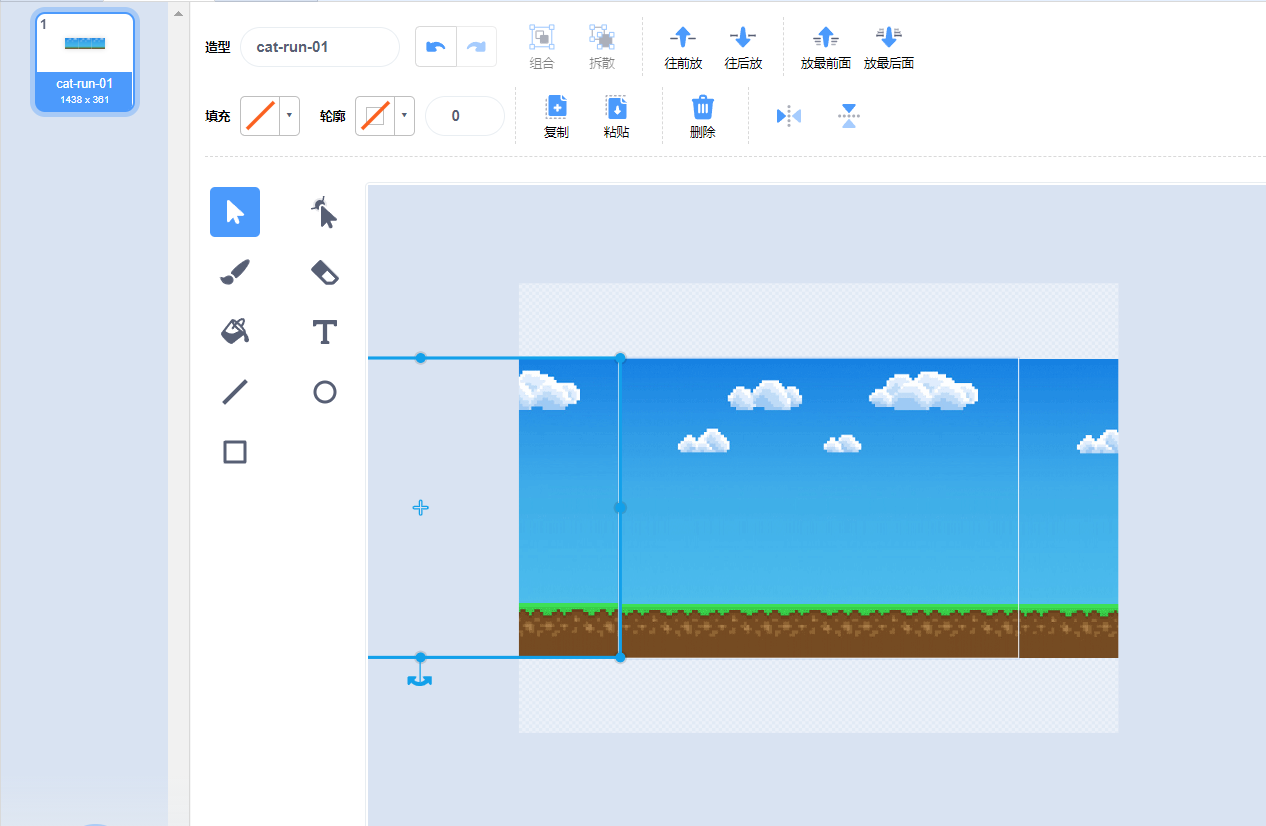 1
cat-run-01
1438 x 361
造型
cat-run-01
组合
拆散
往前放
往后放
放最前面
放最后面
填充
轮廓
0
复制
粘贴
删除
T